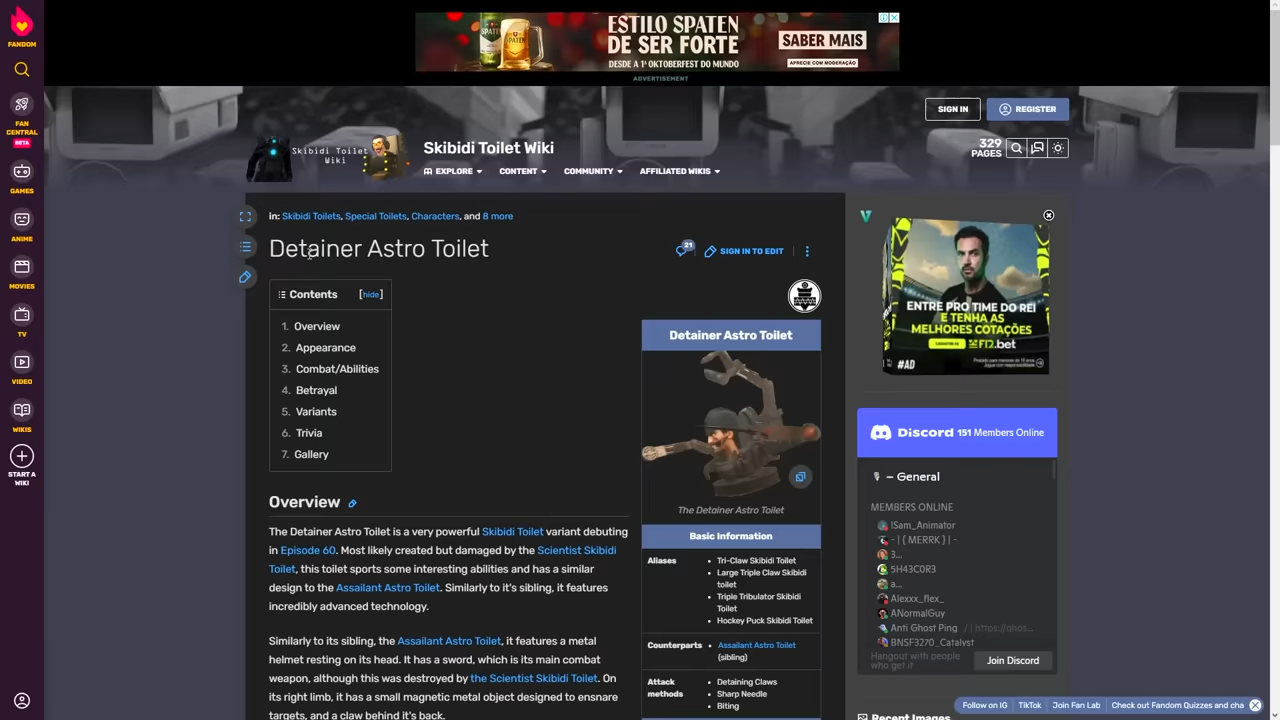 ESTILO SPATEN
DE SER FORTE
DESDE A 1ª OKTOBERFEST DO MUNDO
SABER MAIS
APRECIE COM MODERAÇÃO
SPATEN
ADVERTISEMENT
FANDOM
FAN
CENTRAL
BETA
GAMES
ANIME
MOVIES
TV
VIDEO
WIKIS
START A
WIKI
SIGN IN
REGISTER
Skibidi Toilet
Wiki
Skibidi Toilet Wiki
329
PAGES
EXPLORE
CONTENT
COMMUNITY
AFFILIATED WIKIS
in: Skibidi Toilets, Special Toilets, Characters, and 8 more
Detainer Astro Toilet
21
SIGN IN TO EDIT
Contents [hide]
1. Overview
2. Appearance
3. Counterbilities
4. Betrayal
5. Variants
6. Trivia
7. Gallery
Overview
The Detainer Astro Toilet is a very powerful Skibidi Toilet variant debuting
in Episode 60. Most likely created but damaged by the Scientist Skibidi
Toilet, this toilet sports some interesting abilities and has a similar
design to the Assailant Astro Toilet. Similarly to it's sibling, it features
incredibly advanced technology.
Similarly to its sibling, the Assailant Astro Toilet, it features a metal
helmet resting on its head. It has a sword, which is its main combat
weapon, although this was destroyed by the Scientist Skibidi Toilet. On
its right limb, it has a small magnetic metal object designed to ensnare
targets, and a claw behind it's back.
Detainer Astro Toilet
The Detainer Astro Toilet
Basic Information
Aliases
• Tri-Claw Skibidi Toilet
• Large Triple Claw Skibidi
toilet
• Triple Tribulator Skibidi
Toilet
• Hockey Puck Skibidi Toilet
Counterparts
• Assailant Astro Toilet
(sibling)
Attack
methods
• Detaining Claws
• Sharp Needle
• Biting
ENTRE PRO TIME DO REI
E TENHA AS
MELHORES COTAÇÕES
F12.bet
#AD
Discord 151 Members Online
– General
MEMBERS ONLINE
!Sam_Animator
- | { MERRK } | -
3...
5H43C0R3
a...
Alexxx_flex_
ANormalGuy
Anti Ghost Ping / | https://ghos...
BNSF3270_Catalyst
Hangout with people
who get it
Join Discord
Follow on IG
TikTok
Join Fan Lab
Check out Fandom Quizzes and cha
Recent Images